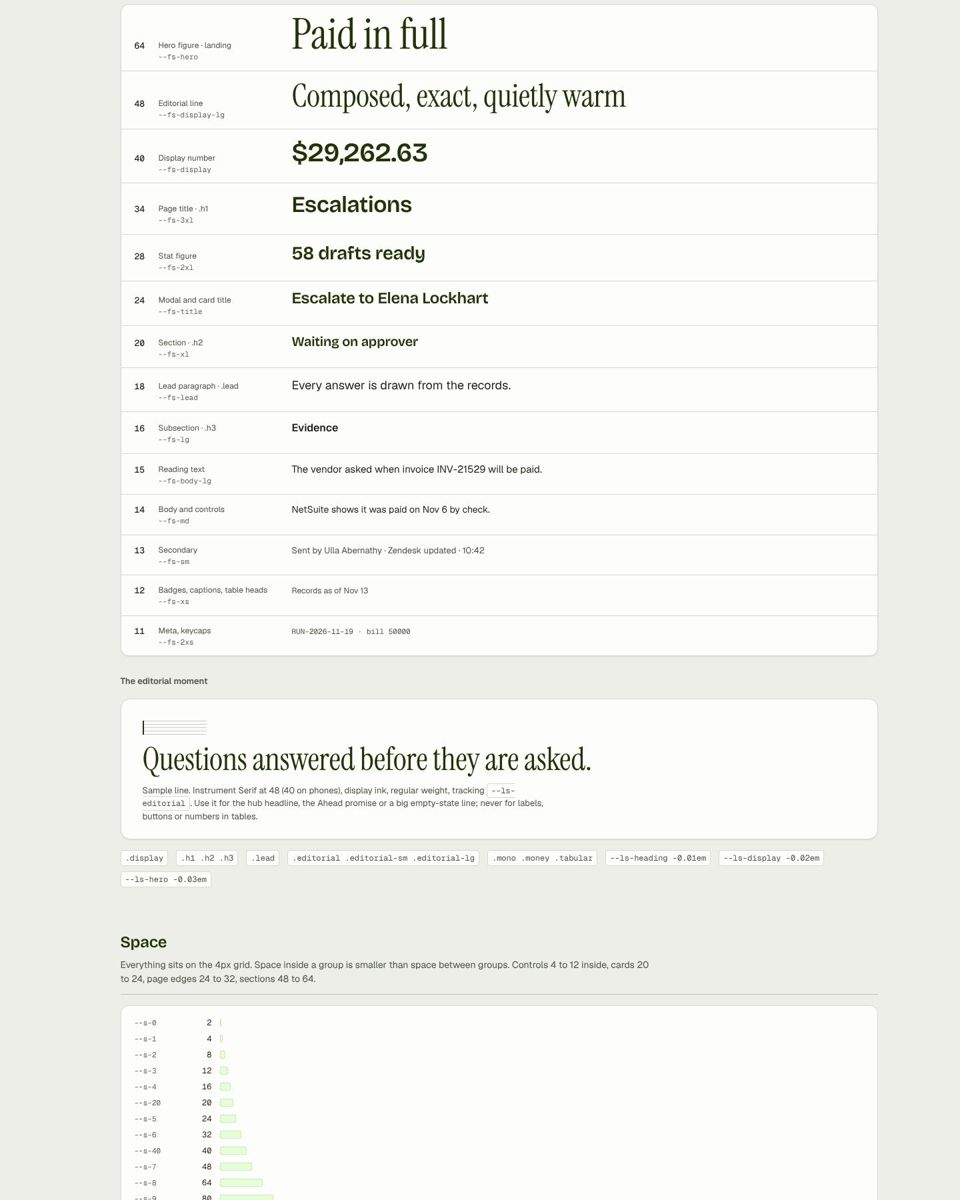 64 Hero figure · landing Paid in full
--fs-hero
48 Editorial line Composed, exact, quietly warm
--fs-display-lg
40 Display number $29,262.63
--fs-display
34 Page title · .h1 Escalations
--fs-3xl
28 Stat figure 58 drafts ready
--fs-2xl
24 Modal and card title Escalate to Elena Lockhart
--fs-title
20 Section · .h2 Waiting on approver
--fs-xl
18 Lead paragraph · .lead Every answer is drawn from the records.
--fs-lead
16 Subsection · .h3 Evidence
--fs-lg
15 Reading text The vendor asked when invoice INV-21529 will be paid.
--fs-body-lg
14 Body and controls NetSuite shows it was paid on Nov 6 by check.
--fs-md
13 Secondary Sent by Ulla Abernathy · Zendesk updated · 10:42
--fs-sm
12 Badges, captions, table heads Records as of Nov 13
--fs-xs
11 Meta, keycaps RUN-2026-11-19 · bill 50000
--fs-2xs
The editorial moment
Questions answered before they are asked.
Sample line. Instrument Serif at 48 (40 on phones), display ink, regular weight, tracking --ls-
editorial . Use it for the hub headline, the Ahead promise or a big empty-state line; never for labels,
buttons or numbers in tables.
.display .h1 .h2 .h3 .lead .editorial .editorial-sm .editorial-lg .mono .money .tabular --ls-heading -0.01em --ls-display -0.02em
--ls-hero -0.03em
Space
Everything sits on the 4px grid. Space inside a group is smaller than space between groups. Controls 4 to 12 inside, cards 20
to 24, page edges 24 to 32, sections 48 to 64.
--s-0 2
--s-1 4
--s-2 8
--s-3 12
--s-4 16
--s-20 20
--s-5 24
--s-6 32
--s-40 40
--s-7 48
--s-8 64
--s-9 80